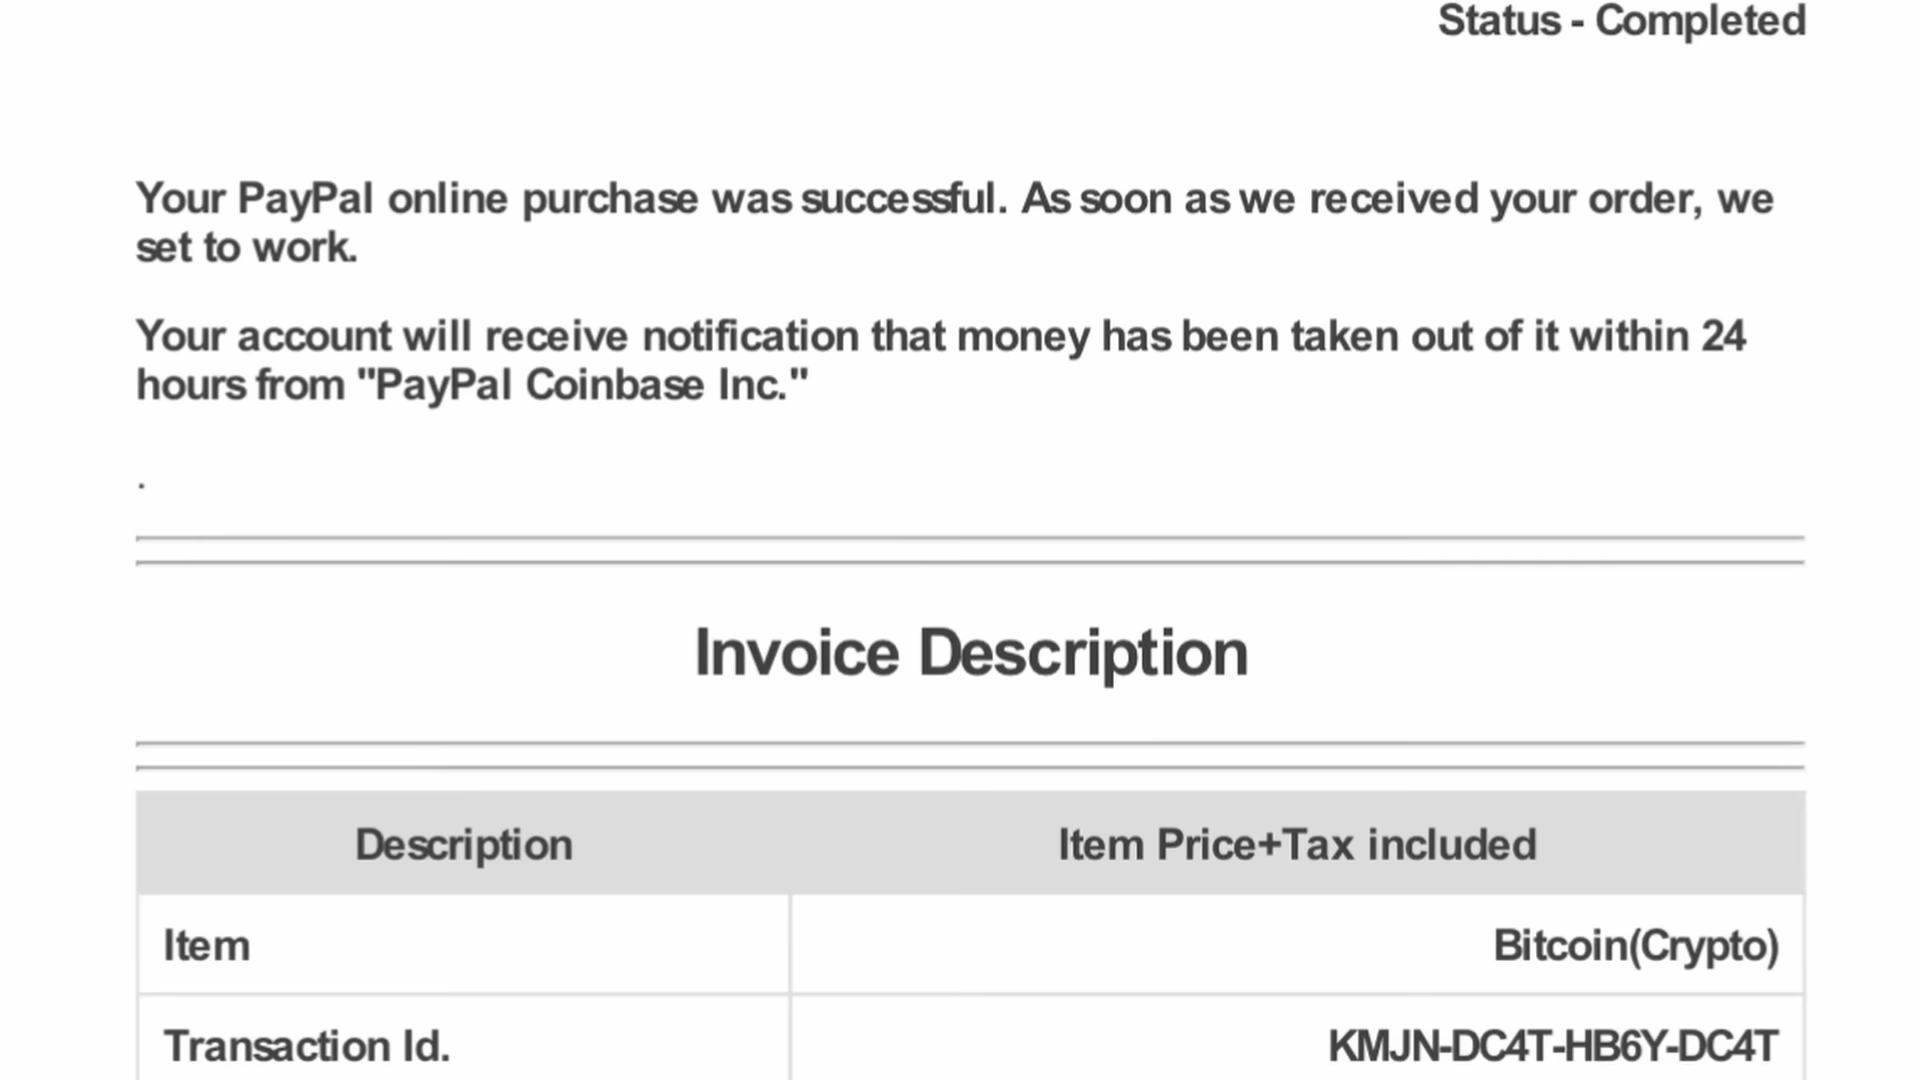 Status - Completed
Your PayPal online purchase was successful. As soon as we received your order, we
set to work.
Your account will receive notification that money has been taken out of it within 24
hours from "PayPal Coinbase Inc."
.
Invoice Description
Description Item Price+Tax included
Item Bitcoin(Crypto)
Transaction Id. KMJN-DC4T-HB6Y-DC4T